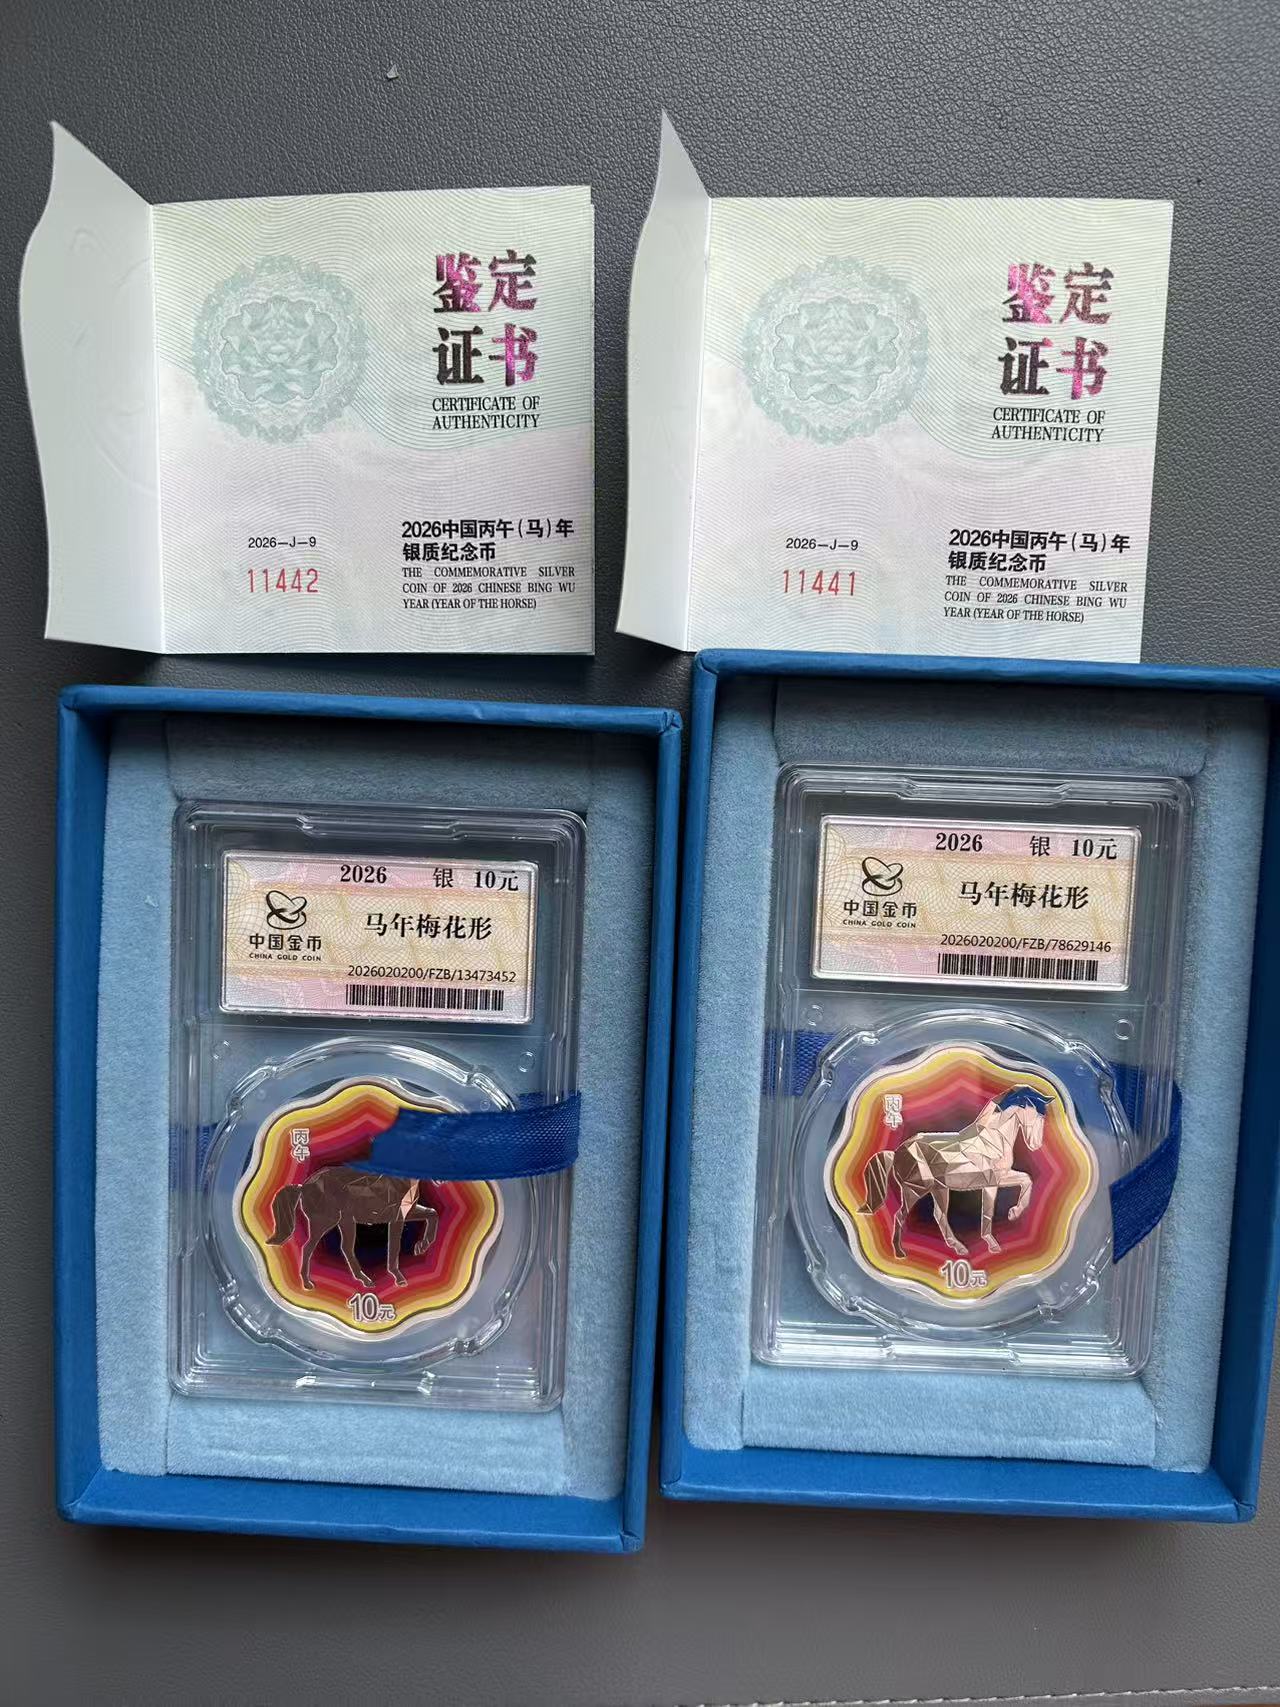 鉴定
证书
CERTIFICATE OF
AUTHENTICITY
2026-J-9
11442
2026中国丙午(马)年
银质纪念币
THE COMMEMORATIVE SILVER
COIN OF 2026 CHINESE BING WU
YEAR (YEAR OF THE HORSE)
鉴定
证书
CERTIFICATE OF
AUTHENTICITY
2026-J-9
11441
2026中国丙午(马)年
银质纪念币
THE COMMEMORATIVE SILVER
COIN OF 2026 CHINESE BING WU
YEAR (YEAR OF THE HORSE)
2026 银 10元
马年梅花形
中国金币
CHINA GOLD COIN
2026020200/FZB/13473452
丙午
10元
2026 银 10元
马年梅花形
中国金币
CHINA GOLD COIN
2026020200/FZB/78629146
丙午
10元